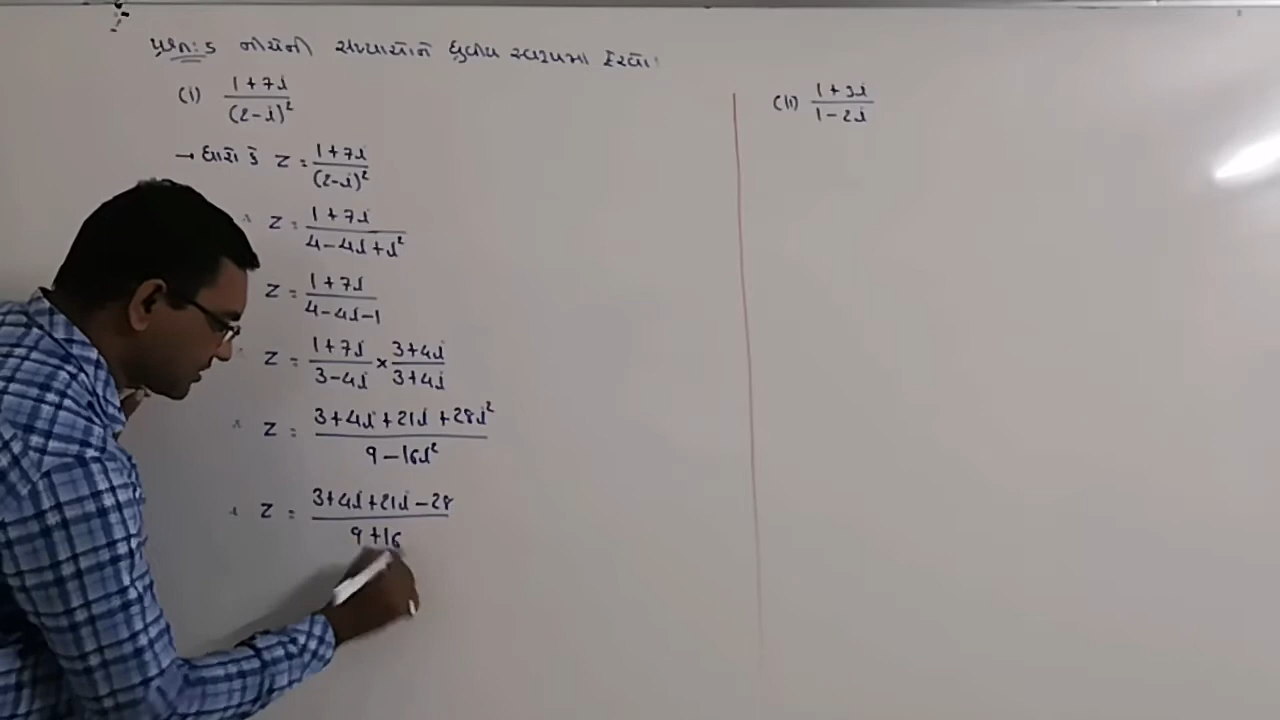 પ્રશ્ન: 5 નીચેની સંખ્યાઓને ધ્રુવીય સ્વરૂપમાં ફેરવો:
(i) (1+7i)/(2-i)²
→ ધારો કે Z = (1+7i)/(2-i)²
∴ Z = (1+7i)/(4-4i+i²)
Z = (1+7i)/(4-4i-1)
∴ Z = (1+7i)/(3-4i) × (3+4i)/(3+4i)
∴ Z = (3+4i+21i+28i²)/(9-16i²)
∴ Z = (3+4i+21i-28)/(9+16)
(ii) (1+3i)/(1-2i)